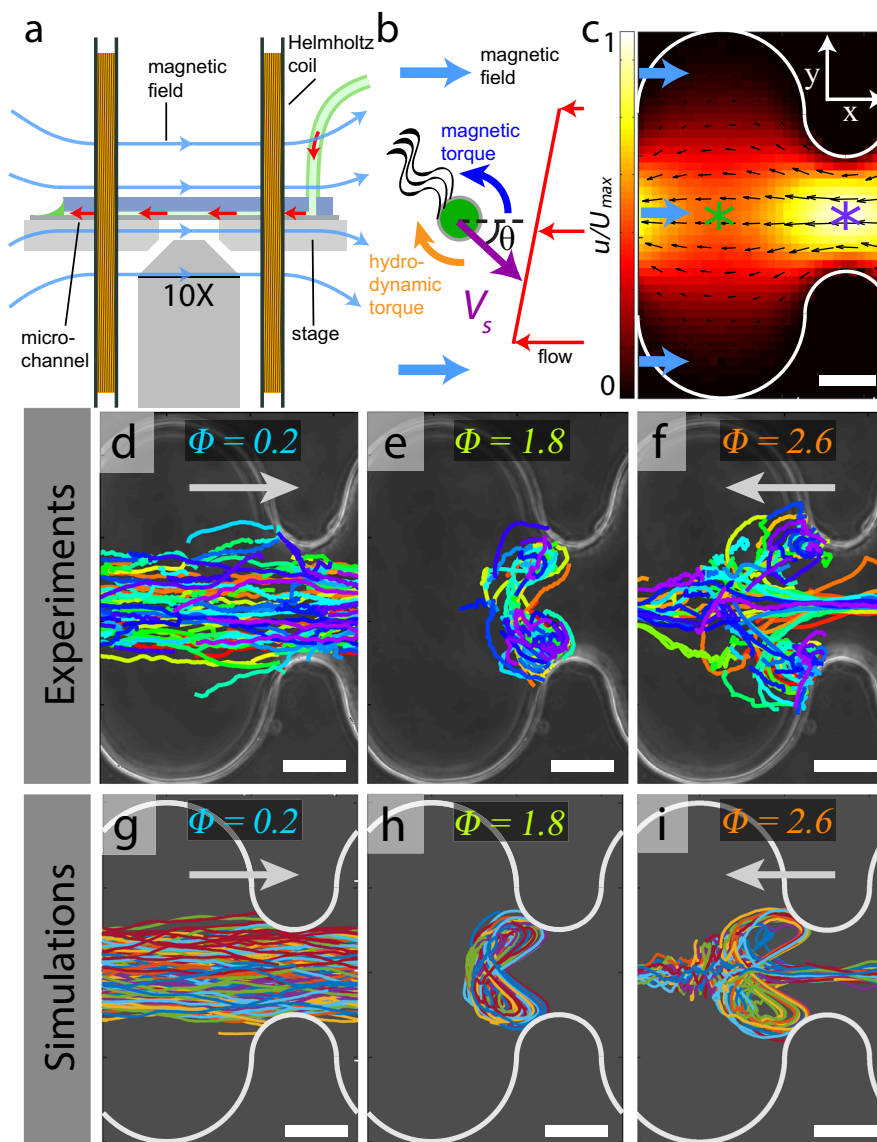 a
Helmholtz
coil
magnetic
field
10X
micro-
channel
stage
b
magnetic
field
magnetic
torque
θ
hydro-
dynamic
torque
V_s
flow
c
1
u/U_max
0
y
x
Experiments
d
Φ = 0.2
e
Φ = 1.8
f
Φ = 2.6
Simulations
g
Φ = 0.2
h
Φ = 1.8
i
Φ = 2.6